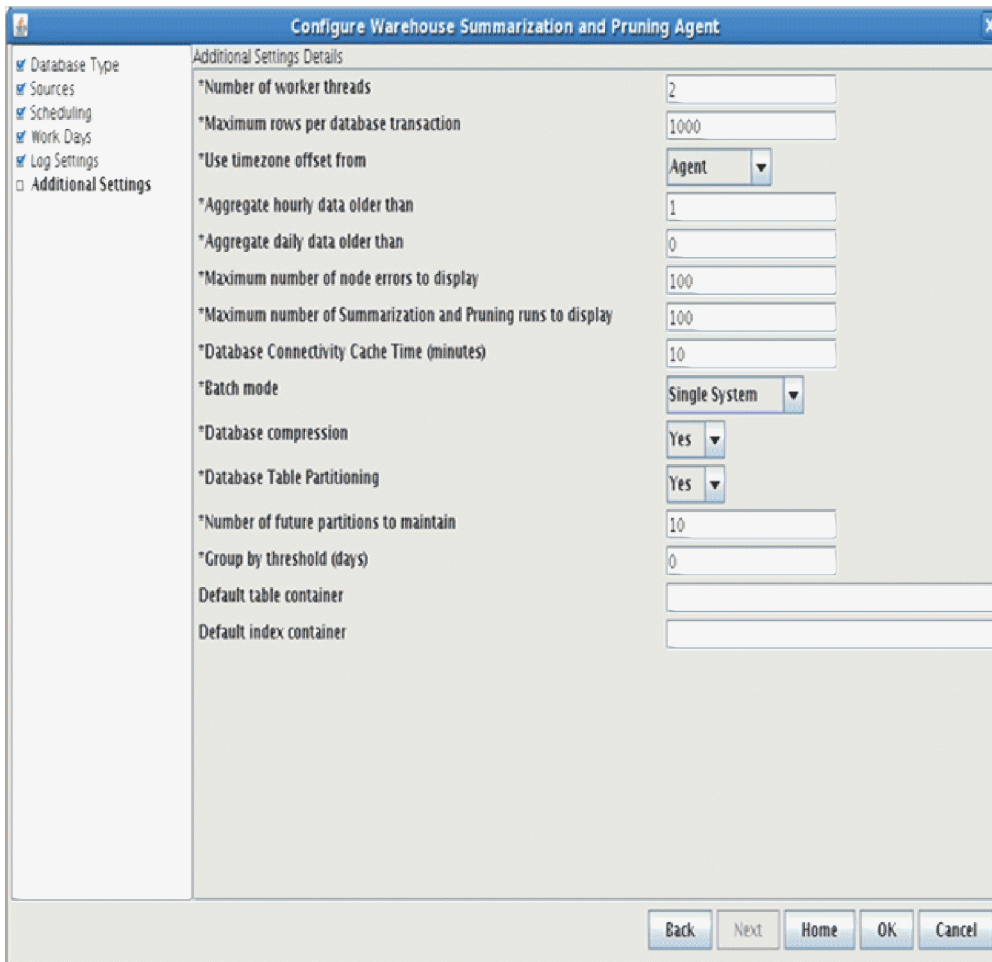 Configure Warehouse Summarization and Pruning Agent
Database Type
Sources
Scheduling
Work Days
Log Settings
Additional Settings
Additional Settings Details
*Number of worker threads 2
*Maximum rows per database transaction 1000
*Use timezone offset from Agent
*Aggregate hourly data older than 1
*Aggregate daily data older than 0
*Maximum number of node errors to display 100
*Maximum number of Summarization and Pruning runs to display 100
*Database Connectivity Cache Time (minutes) 10
*Batch mode Single System
*Database compression Yes
*Database Table Partitioning Yes
*Number of future partitions to maintain 10
*Group by threshold (days) 0
Default table container
Default index container
Back Next Home OK Cancel